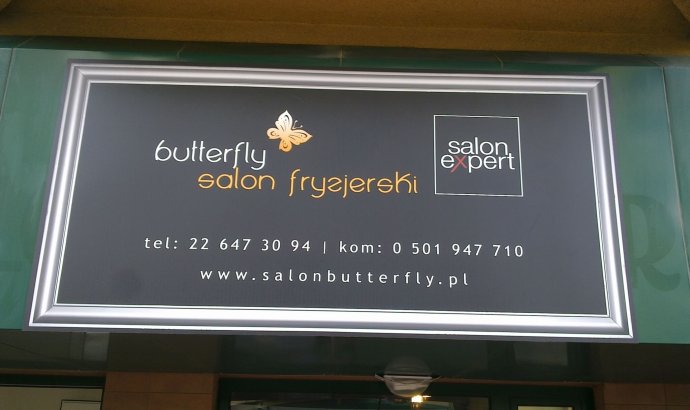 butterfly
salon fryzjerski
salon
expert
tel: 22 647 30 94 | kom: 0 501 947 710
www.salonbutterfly.pl